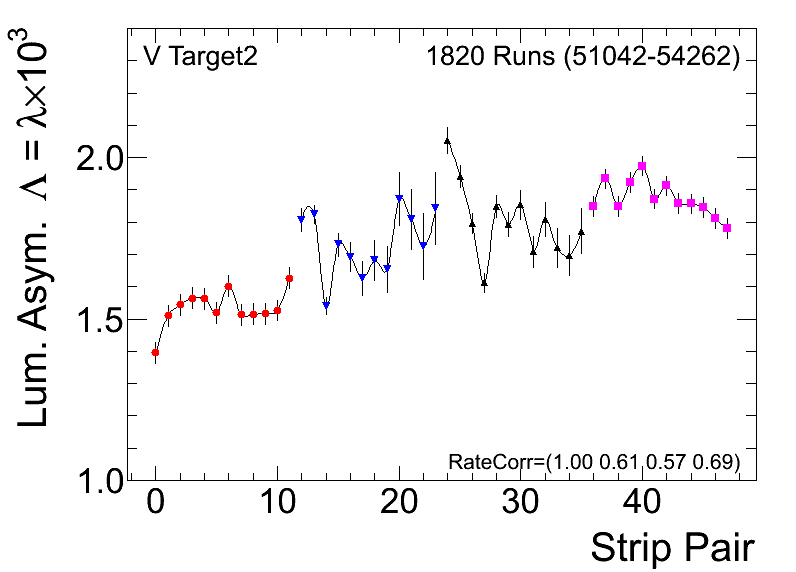 V Target2
1820 Runs (51042-54262)
Lum. Asym. Λ = λ×10³
2.0
1.5
1.0
RateCorr=(1.00 0.61 0.57 0.69)
0 10 20 30 40
Strip Pair